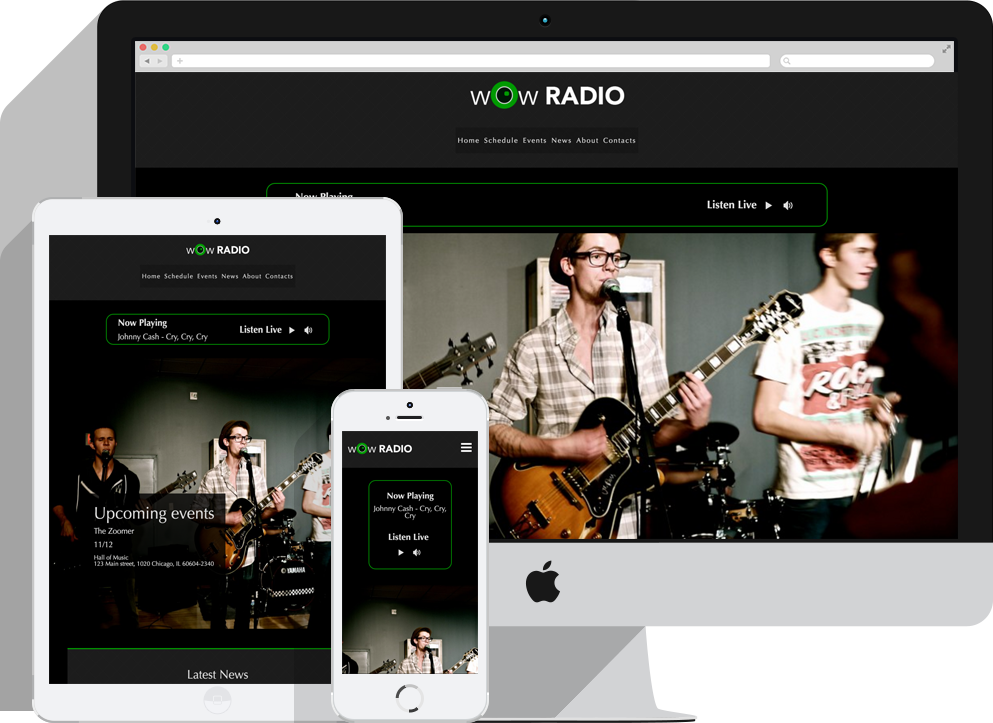 wOw RADIO
Home Schedule Events News About Contacts
Now Playing
Listen Live
ROCK
& ROLL
wOw RADIO
Home Schedule Events News About Contacts
Now Playing
Johnny Cash - Cry, Cry, Cry
Listen Live
Upcoming events
The Zoomer
11/12
Hall of Music
123 Main street, 1020 Chicago, IL 60604-2340
YAMAHA
Latest News
wOw RADIO
Now Playing
Johnny Cash - Cry, Cry,
Cry
Listen Live